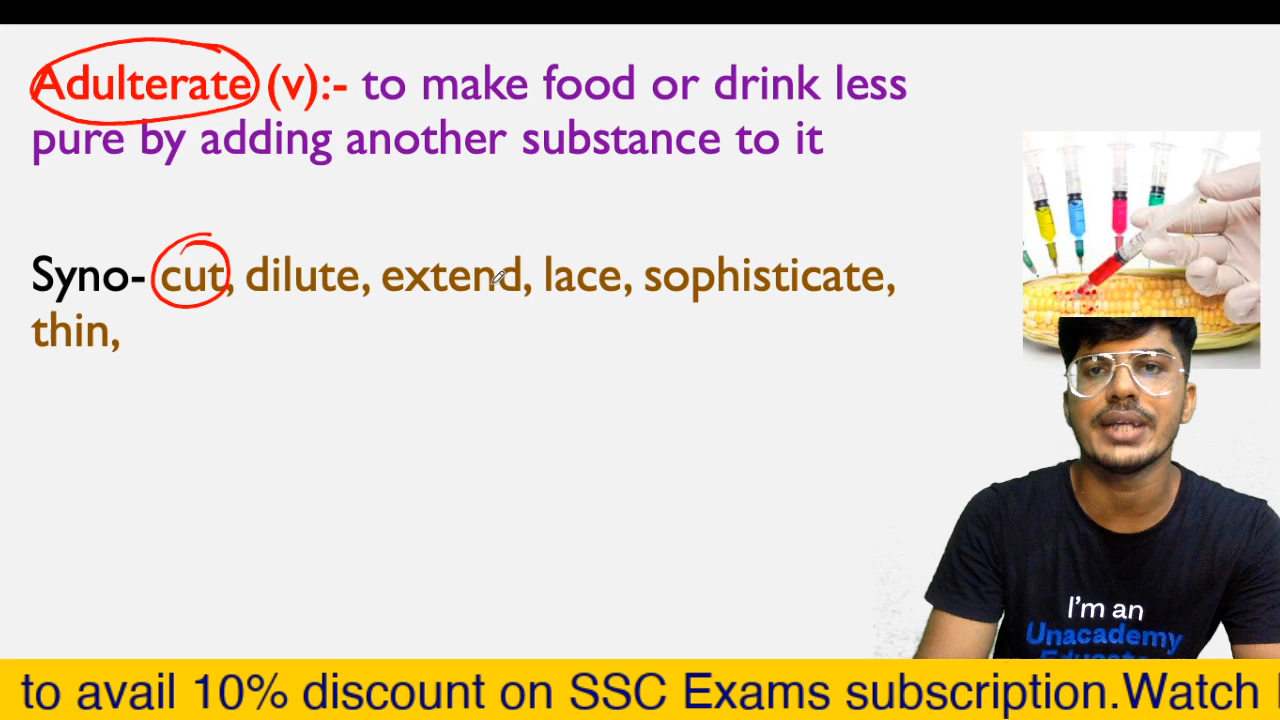 Adulterate (v):- to make food or drink less
pure by adding another substance to it
Syno- cut, dilute, extend, lace, sophisticate,
thin,
I'm an
Unacademy
Educator
to avail 10% discount on SSC Exams subscription.Watch